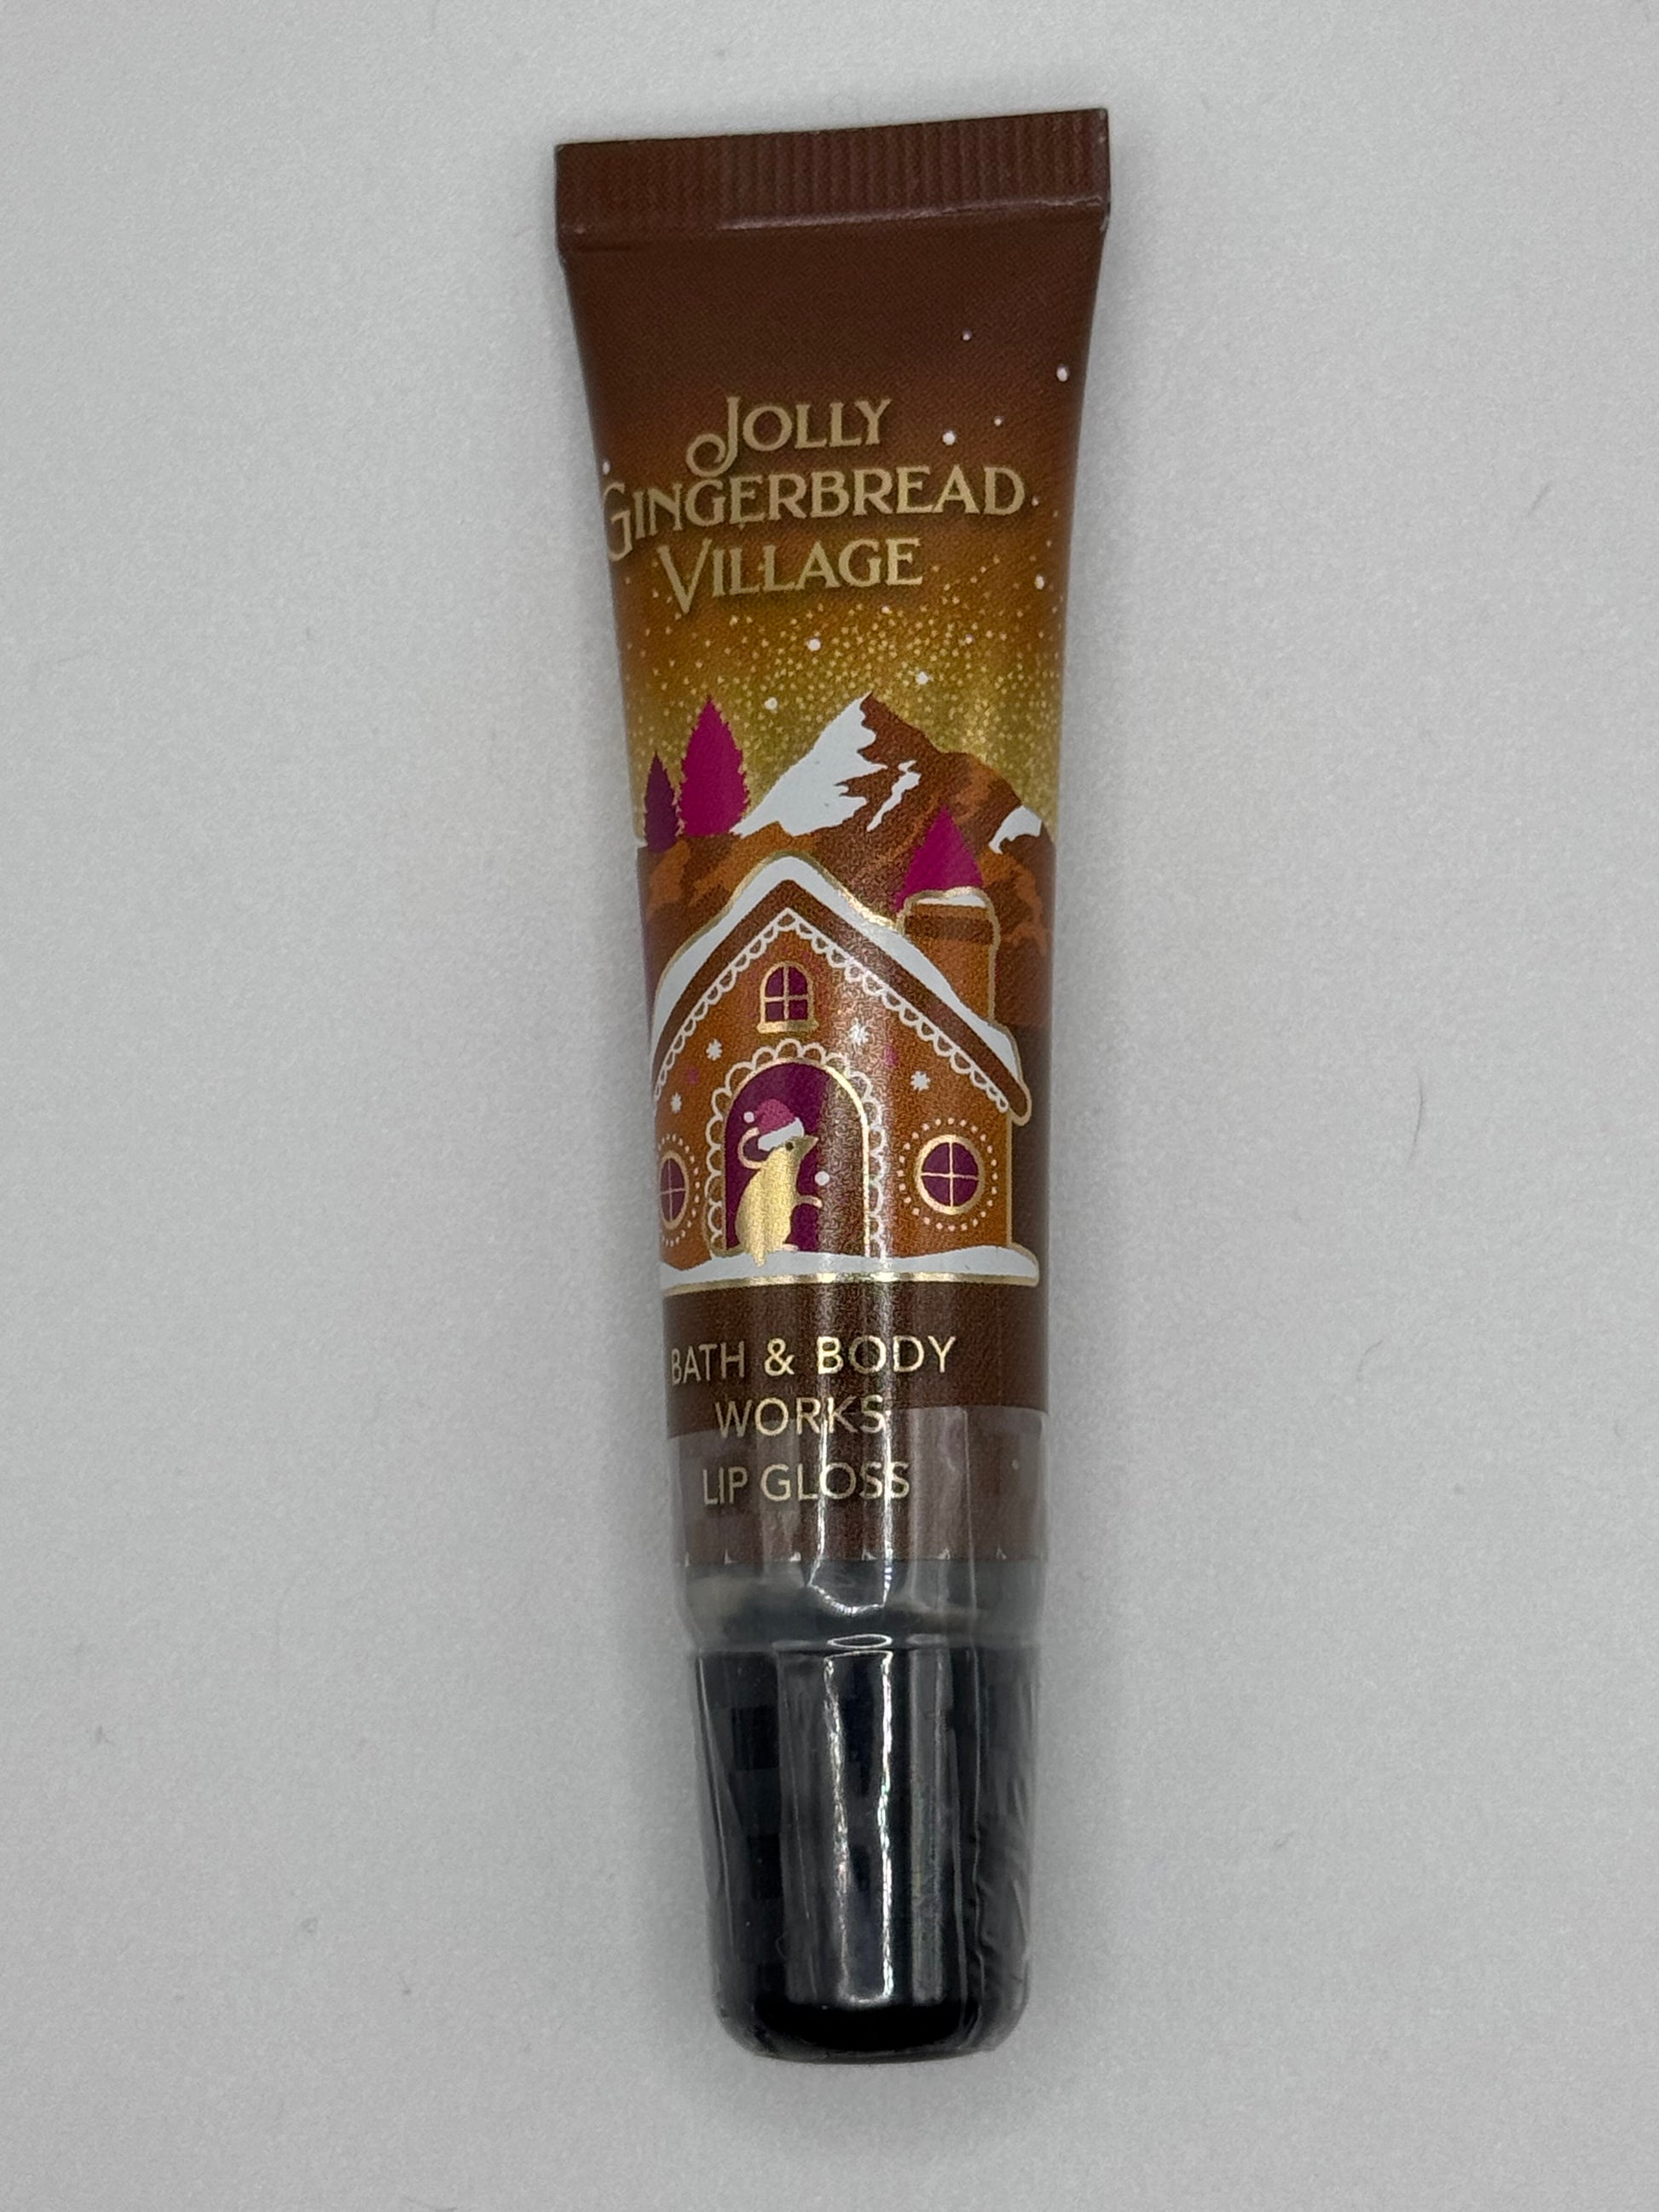 JOLLY
GINGERBREAD
VILLAGE
BATH & BODY
WORKS
LIP GLOSS